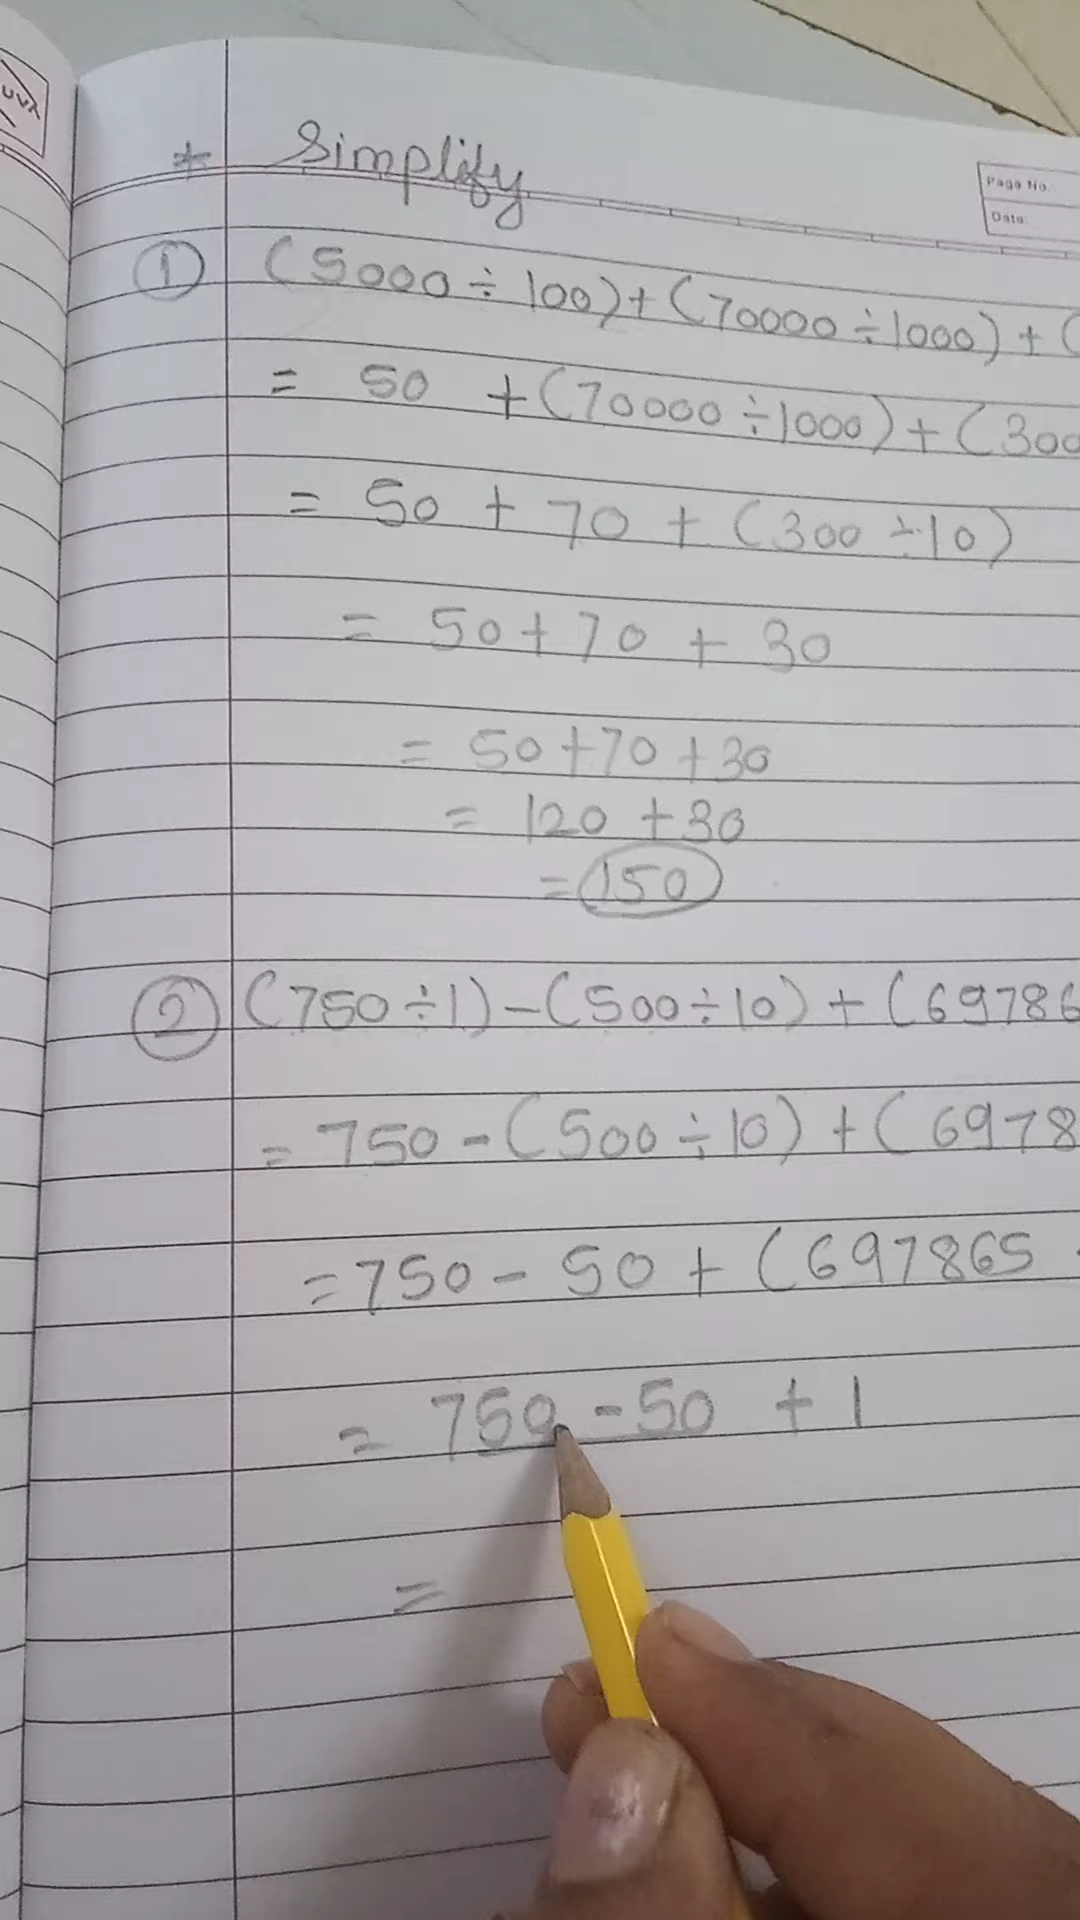 UVA
* Simplify
Page No.
Date
① (5000 ÷ 100) + (70000 ÷ 1000) + (
= 50 + (70000 ÷ 1000) + (300
= 50 + 70 + (300 ÷ 10)
= 50 + 70 + 30
= 50 + 70 + 30
= 120 + 30
= 150
② (750 ÷ 1) - (500 ÷ 10) + (69786
= 750 - (500 ÷ 10) + (6978
= 750 - 50 + (697865
= 750 - 50 + 1
=